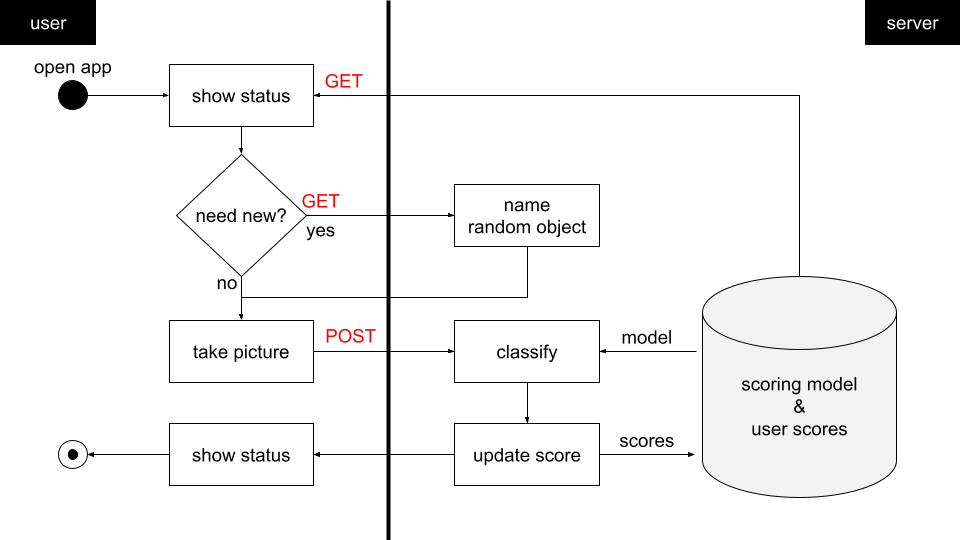 user
server
open app
show status
GET
need new?
GET
yes
name
random object
no
take picture
POST
classify
model
scoring model
&
user scores
show status
update score
scores